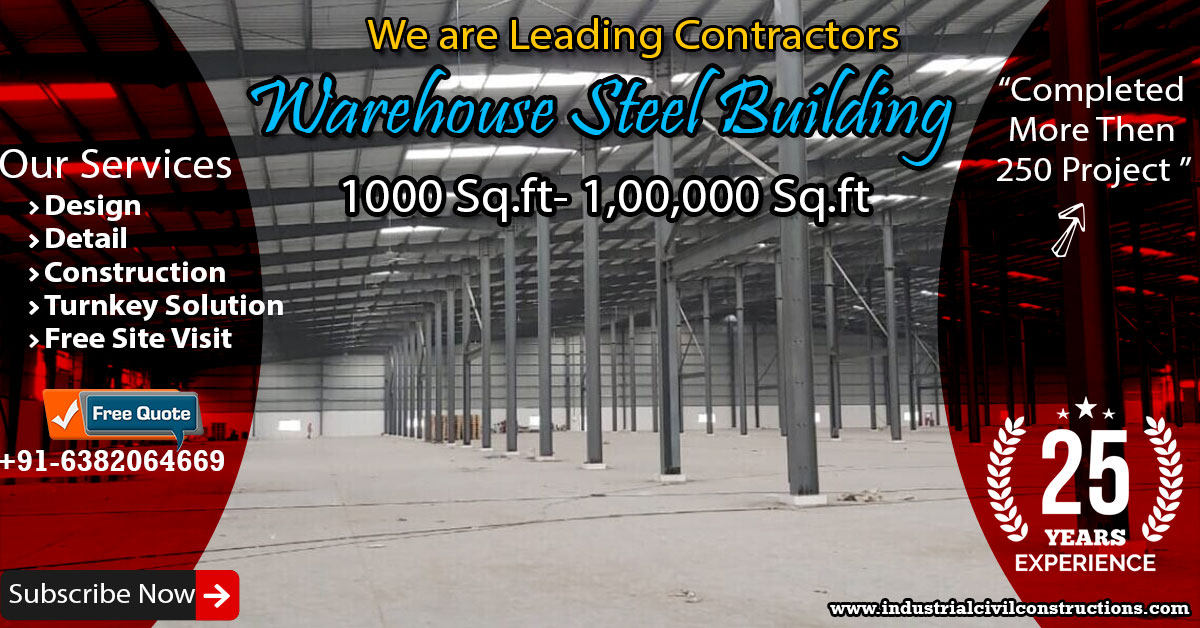 We are Leading Contractors
Warehouse Steel Building
1000 Sq.ft- 1,00,000 Sq.ft
Our Services
Design
Detail
Construction
Turnkey Solution
Free Site Visit
Free Quote
+91-6382064669
Subscribe Now
“Completed
More Then
250 Project ”
25
YEARS
EXPERIENCE
www.industrialcivilconstructions.com